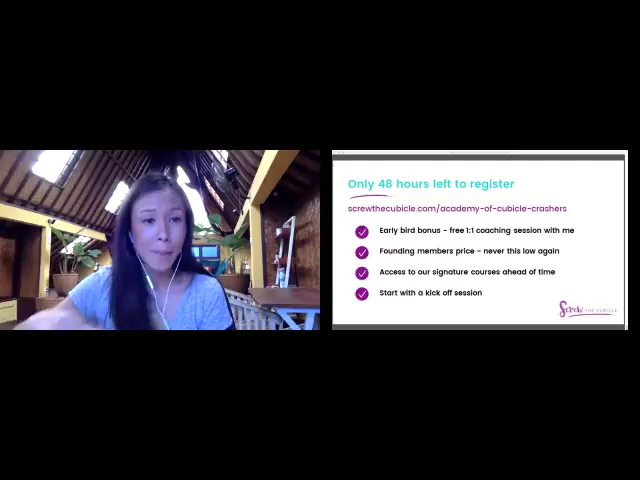 Only 48 hours left to register
screwthecubicle.com/academy-of-cubicle-crashers
Early bird bonus - free 1:1 coaching session with me
Founding members price - never this low again
Access to our signature courses ahead of time
Start with a kick off session
Screw THE CUBICLE